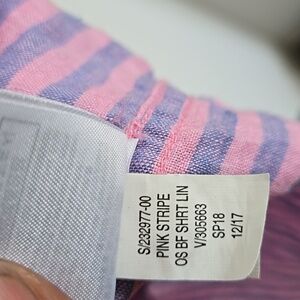 S/232977-00
PINK STRIPE
OS BF SHRT LIN
V/305663
SP18
12/17